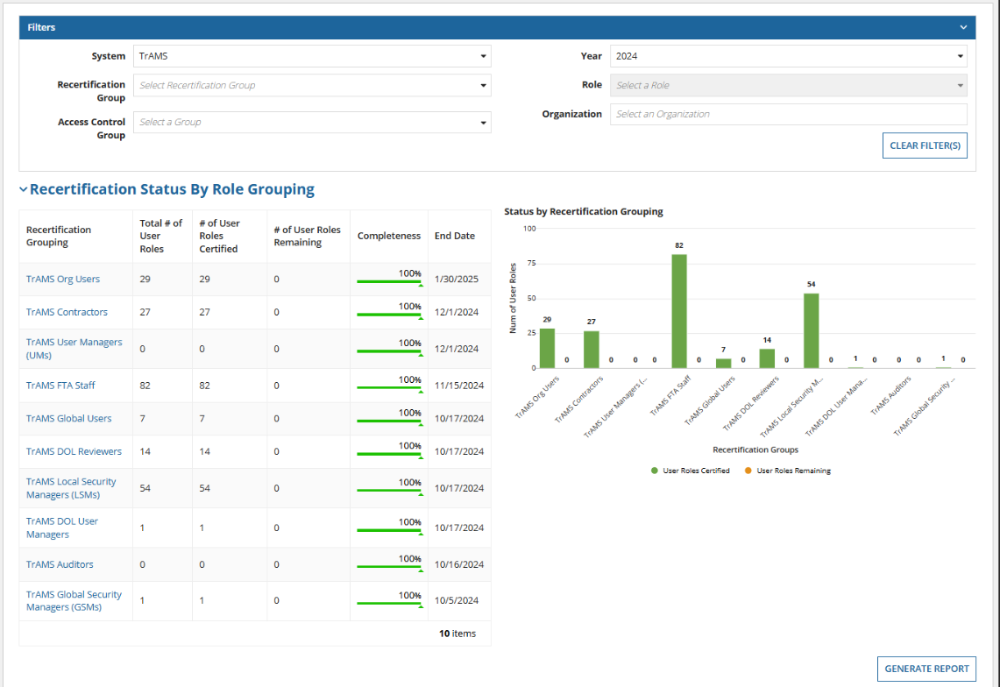 Filters
System
TrAMS
Year
2024
Recertification
Group
Select Recertification Group
Role
Select a Role
Access Control
Group
Select a Group
Organization
Select an Organization
CLEAR FILTER(S)
Recertification Status By Role Grouping
Recertification
Grouping
Total # of
User
Roles
# of User
Roles
Certified
# of User Roles
Remaining
Completeness
End Date
TrAMS Org Users 29 29 0 100% 1/30/2025
TrAMS Contractors 27 27 0 100% 12/1/2024
TrAMS User Managers
(UMs) 0 0 0 100% 12/1/2024
TrAMS FTA Staff 82 82 0 100% 11/15/2024
TrAMS Global Users 7 7 0 100% 10/17/2024
TrAMS DOL Reviewers 14 14 0 100% 10/17/2024
TrAMS Local Security
Managers (LSMs) 54 54 0 100% 10/17/2024
TrAMS DOL User
Managers 1 1 0 100% 10/17/2024
TrAMS Auditors 0 0 0 100% 10/16/2024
TrAMS Global Security
Managers (GSMs) 1 1 0 100% 10/5/2024
10 items
Status by Recertification Grouping
Num of User Roles
100
75
50
25
0
29 0 27 0 0 0 82 0 7 0 14 0 54 0 1 0 0 0 1 0
TrAMS Org Users
TrAMS Contractors
TrAMS User Managers (...
TrAMS FTA Staff
TrAMS Global Users
TrAMS DOL Reviewers
TrAMS Local Security M...
TrAMS DOL User Mana...
TrAMS Auditors
TrAMS Global Security ...
Recertification Groups
User Roles Certified
User Roles Remaining
GENERATE REPORT